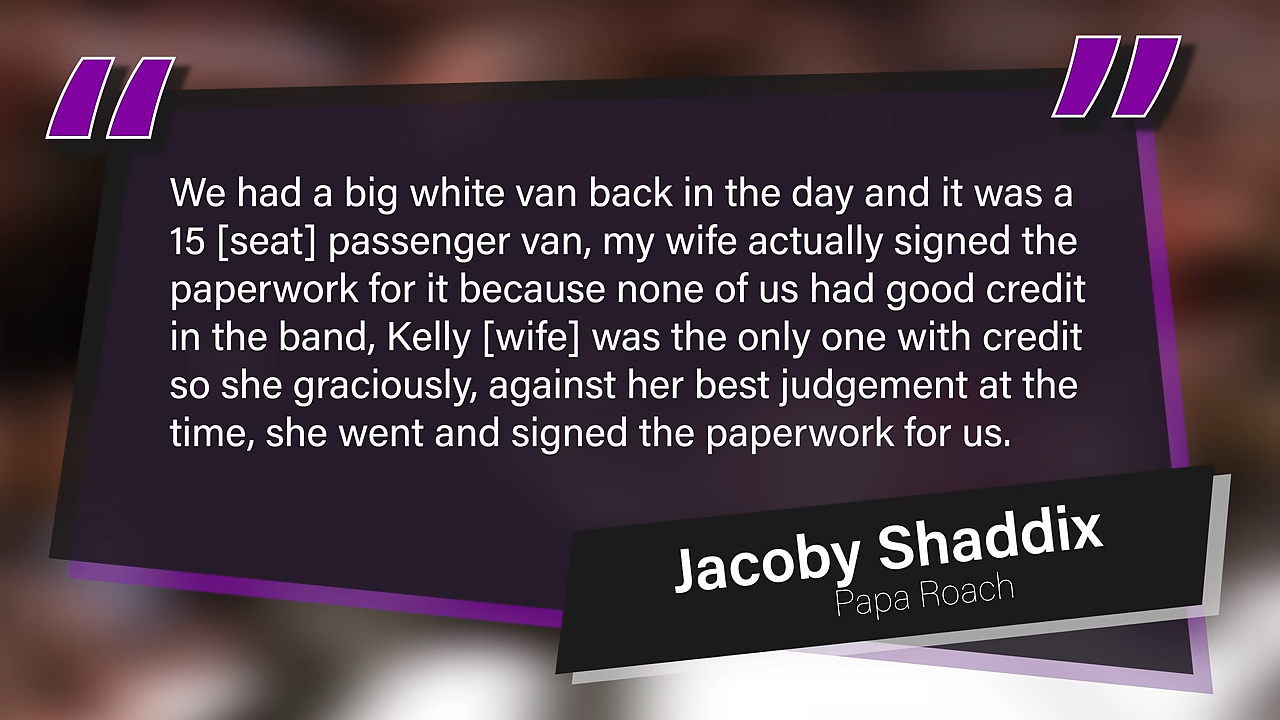 We had a big white van back in the day and it was a
15 [seat] passenger van, my wife actually signed the
paperwork for it because none of us had good credit
in the band, Kelly [wife] was the only one with credit
so she graciously, against her best judgement at the
time, she went and signed the paperwork for us.
Jacoby Shaddix
Papa Roach